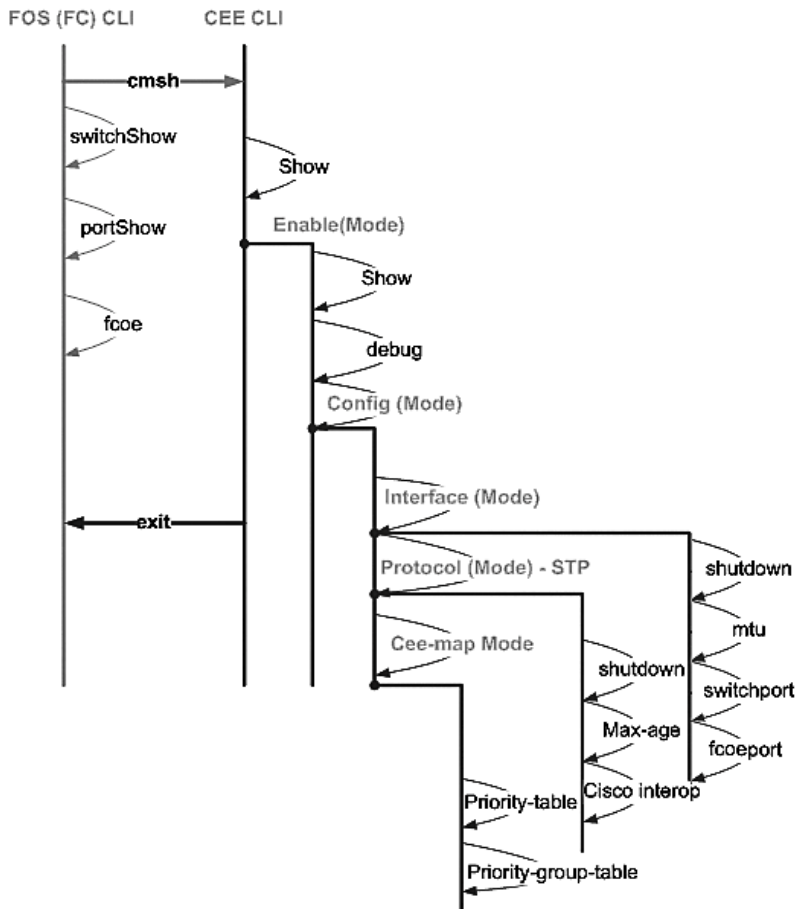 FOS (FC) CLI
CEE CLI
cmsh
switchShow
Show
portShow
Enable(Mode)
Show
fcoe
debug
Config (Mode)
Interface (Mode)
exit
Protocol (Mode) - STP
shutdown
mtu
Cee-map Mode
shutdown
switchport
Max-age
fcoeport
Priority-table
Cisco interop
Priority-group-table